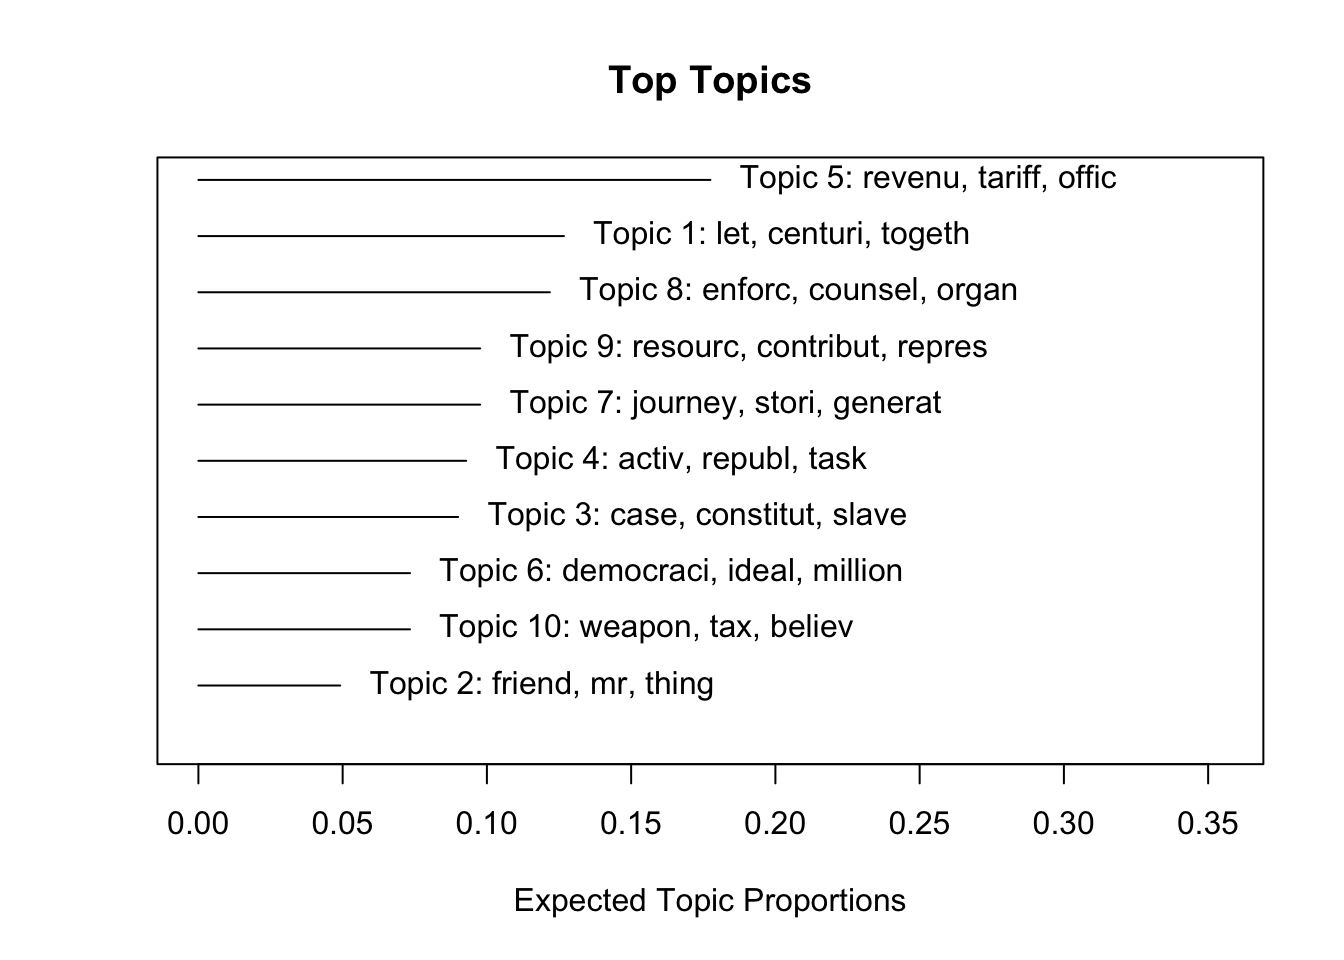 Top Topics
Topic 5: revenu, tariff, offic
Topic 1: let, centuri, togeth
Topic 8: enforc, counsel, organ
Topic 9: resourc, contribut, repres
Topic 7: journey, stori, generat
Topic 4: activ, republ, task
Topic 3: case, constitut, slave
Topic 6: democraci, ideal, million
Topic 10: weapon, tax, believ
Topic 2: friend, mr, thing
0.00 0.05 0.10 0.15 0.20 0.25 0.30 0.35
Expected Topic Proportions